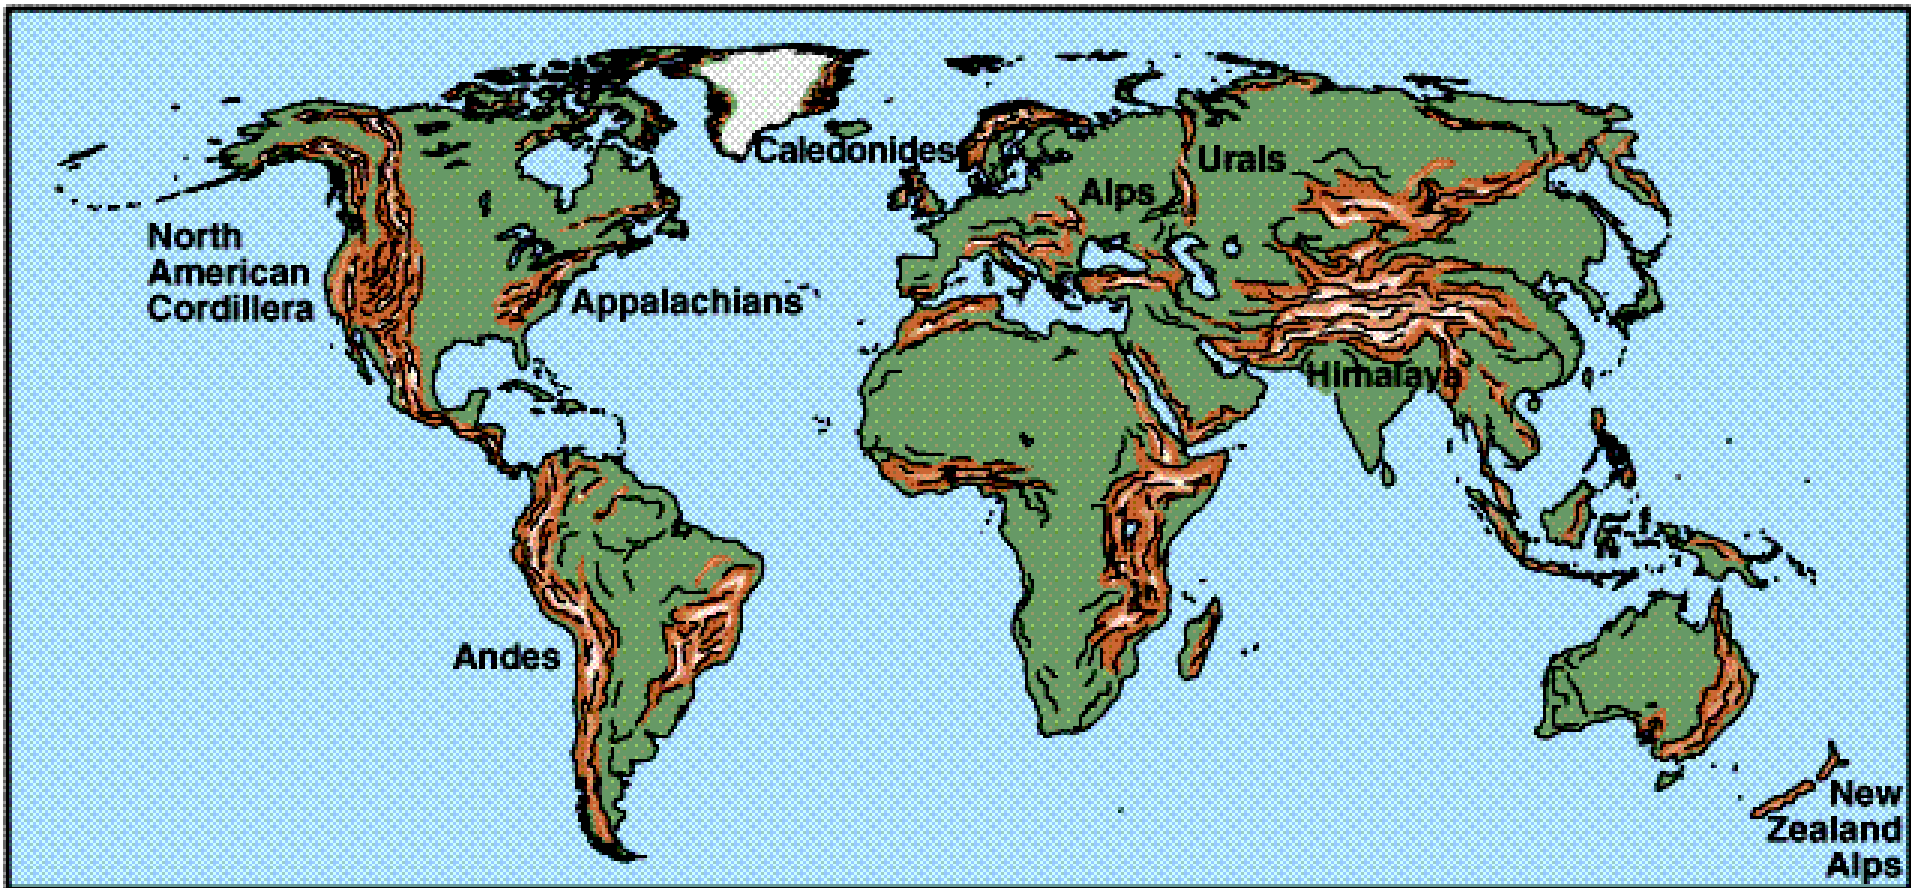 Caledonides
Urals
Alps
North
American
Cordillera
Appalachians
Himalaya
Andes
New
Zealand
Alps